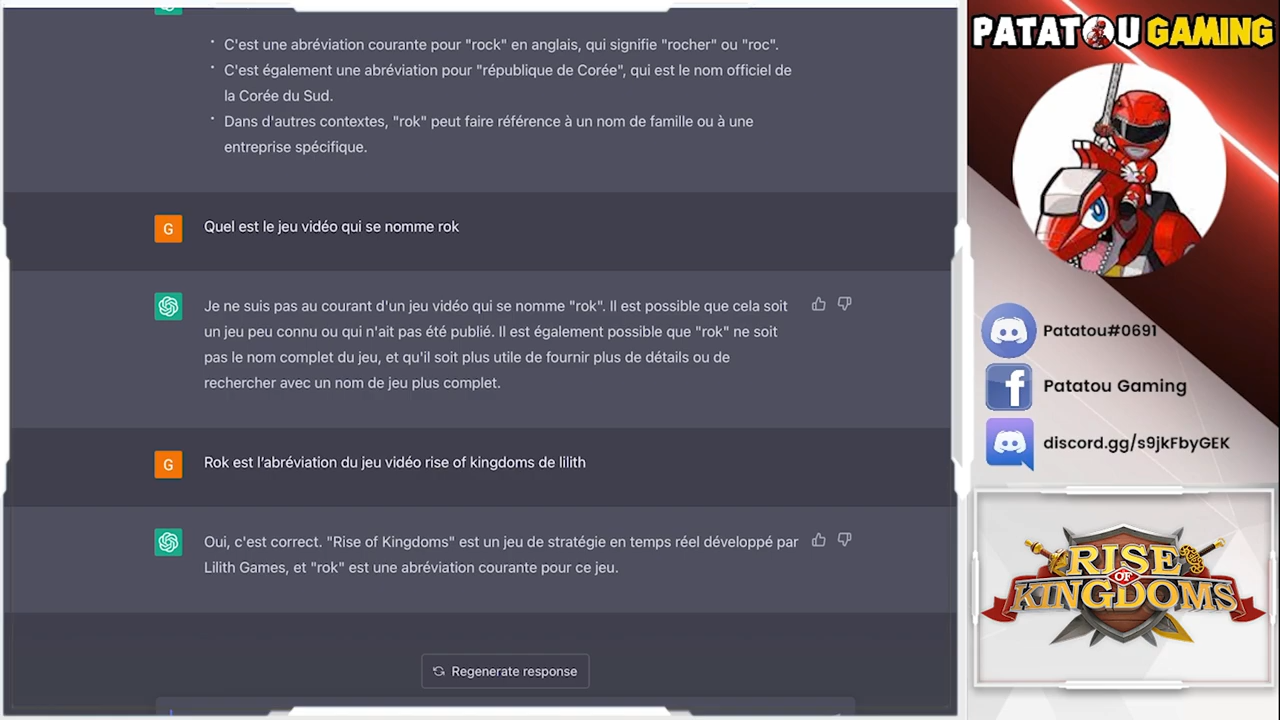 C'est une abréviation courante pour "rock" en anglais, qui signifie "rocher" ou "roc".
C'est également une abréviation pour "république de Corée", qui est le nom officiel de
la Corée du Sud.
Dans d'autres contextes, "rok" peut faire référence à un nom de famille ou à une
entreprise spécifique.
G
Quel est le jeu vidéo qui se nomme rok
Je ne suis pas au courant d'un jeu vidéo qui se nomme "rok". Il est possible que cela soit
un jeu peu connu ou qui n'ait pas été publié. Il est également possible que "rok" ne soit
pas le nom complet du jeu, et qu'il soit plus utile de fournir plus de détails ou de
rechercher avec un nom de jeu plus complet.
G
Rok est l'abréviation du jeu vidéo rise of kingdoms de lilith
Oui, c'est correct. "Rise of Kingdoms" est un jeu de stratégie en temps réel développé par
Lilith Games, et "rok" est une abréviation courante pour ce jeu.
Regenerate response
PATATOU GAMING
Patatou#0691
Patatou Gaming
discord.gg/s9jkFbyGEK
RISE
OF
KINGDOMS